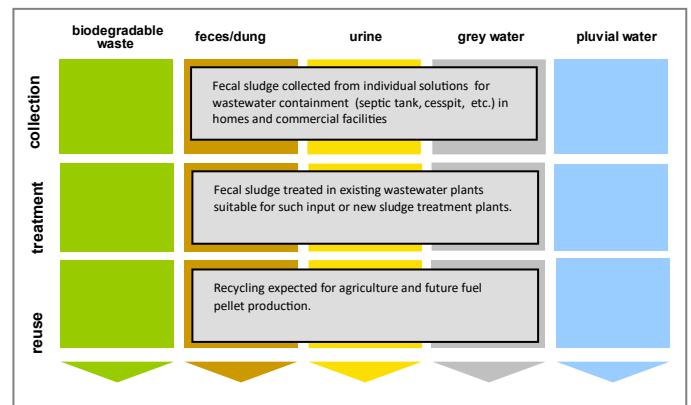 biodegradable
waste
feces/dung
urine
grey water
pluvial water
collection
Fecal sludge collected from individual solutions for
wastewater containment (septic tank, cesspit, etc.) in
homes and commercial facilities
treatment
Fecal sludge treated in existing wastewater plants
suitable for such input or new sludge treatment plants.
reuse
Recycling expected for agriculture and future fuel
pellet production.